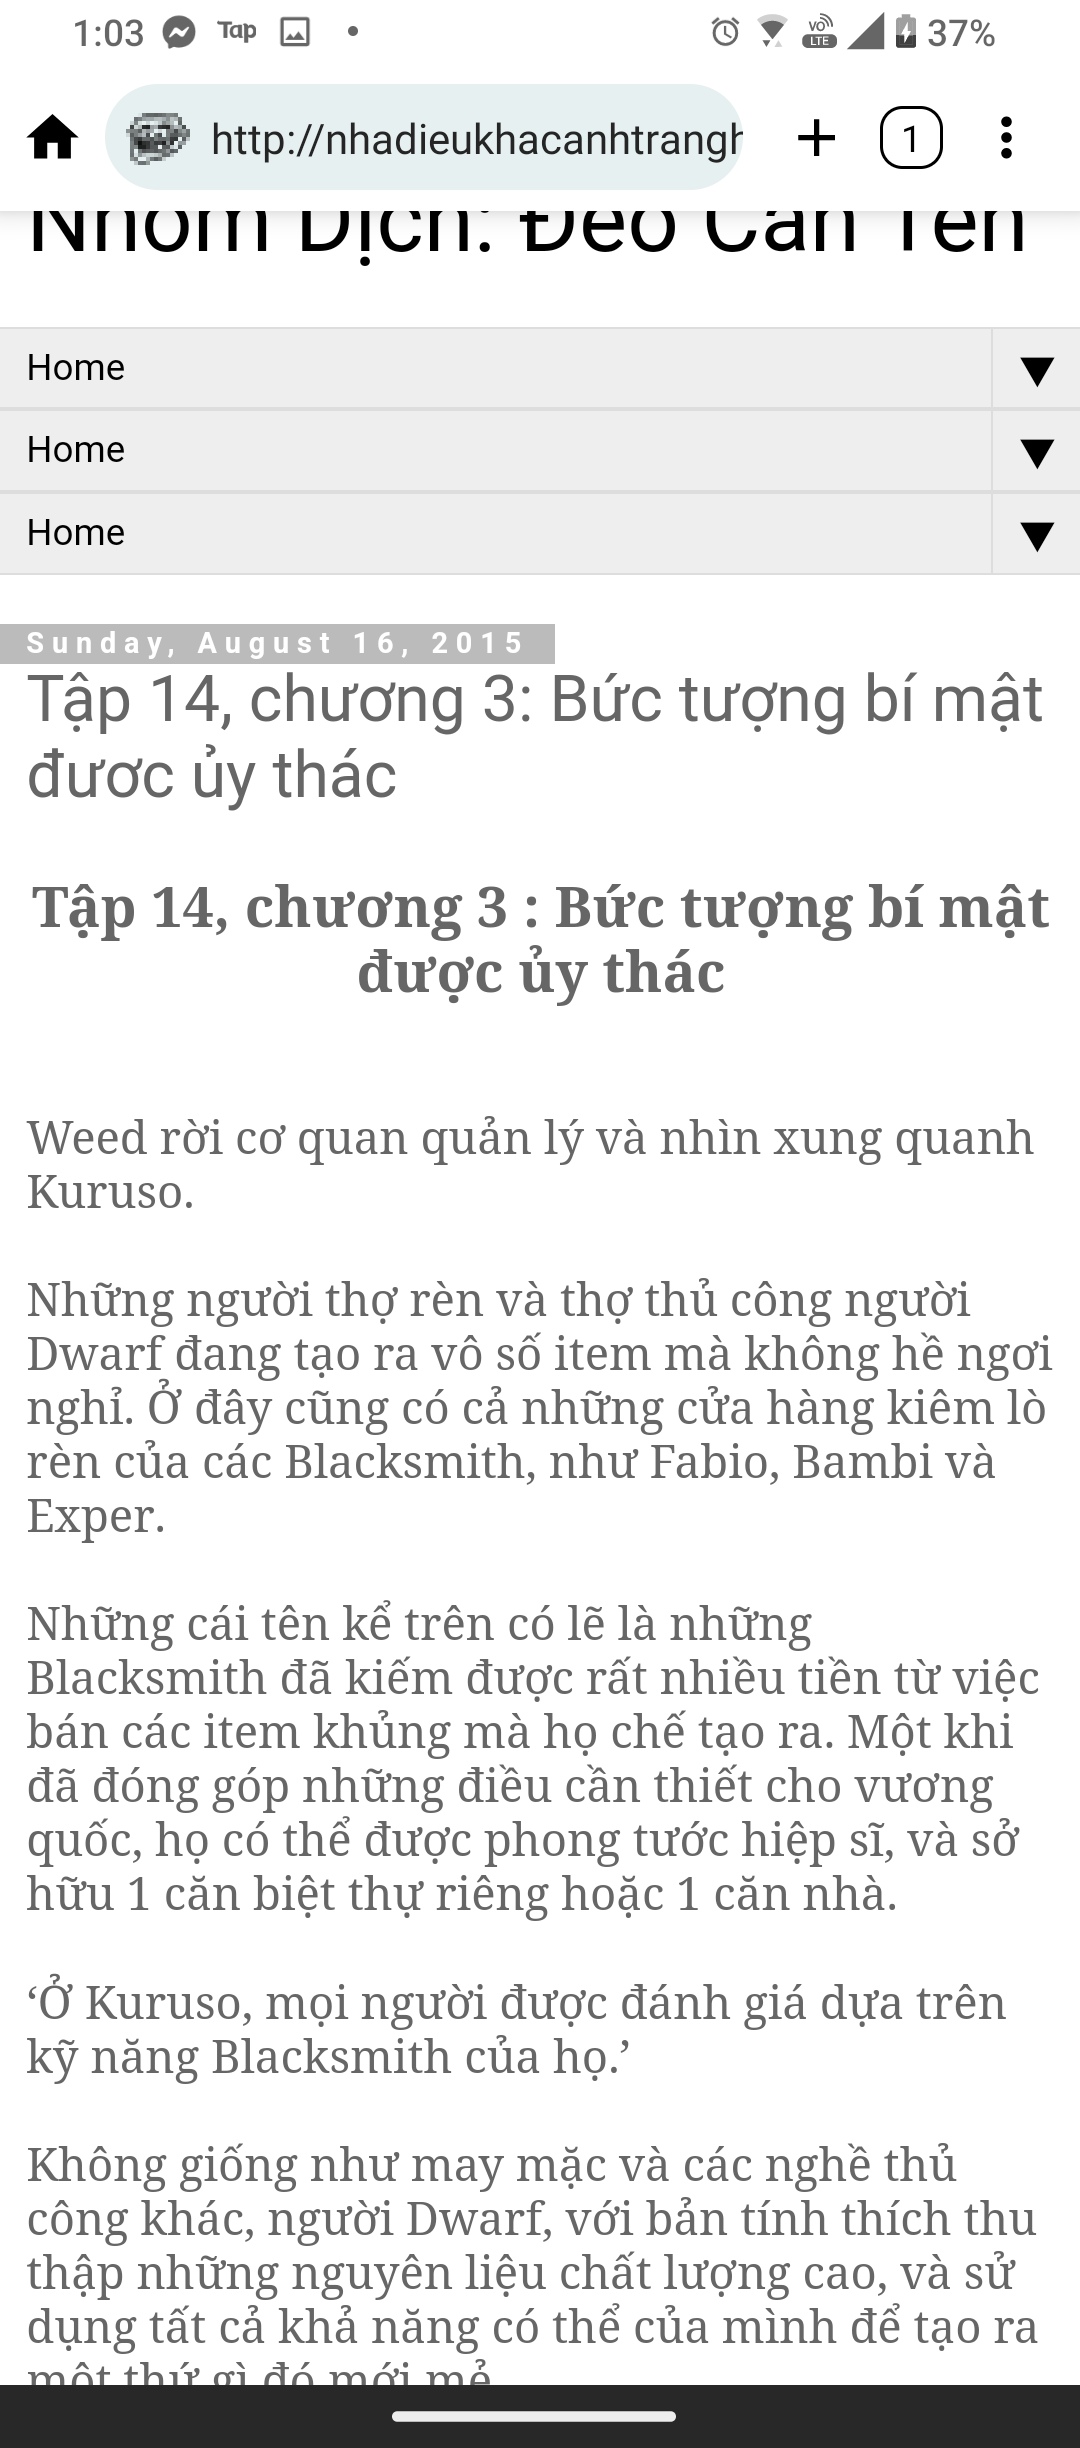 1:03 Tap VO LTE 37%
http://nhadieukhacanhtrangh 1
Nhóm Dịch: Đéo Cần Tên
Home
Home
Home
Sunday, August 16, 2015
Tập 14, chương 3: Bức tượng bí mật
đươc ủy thác
Tập 14, chương 3 : Bức tượng bí mật
được ủy thác
Weed rời cơ quan quản lý và nhìn xung quanh
Kuruso.
Những người thợ rèn và thợ thủ công người
Dwarf đang tạo ra vô số item mà không hề ngơi
nghỉ. Ở đây cũng có cả những cửa hàng kiêm lò
rèn của các Blacksmith, như Fabio, Bambi và
Exper.
Những cái tên kể trên có lẽ là những
Blacksmith đã kiếm được rất nhiều tiền từ việc
bán các item khủng mà họ chế tạo ra. Một khi
đã đóng góp những điều cần thiết cho vương
quốc, họ có thể được phong tước hiệp sĩ, và sở
hữu 1 căn biệt thự riêng hoặc 1 căn nhà.
‘Ở Kuruso, mọi người được đánh giá dựa trên
kỹ năng Blacksmith của họ.’
Không giống như may mặc và các nghề thủ
công khác, người Dwarf, với bản tính thích thu
thập những nguyên liệu chất lượng cao, và sử
dụng tất cả khả năng có thể của mình để tạo ra
một thứ gì đó mới mẻ